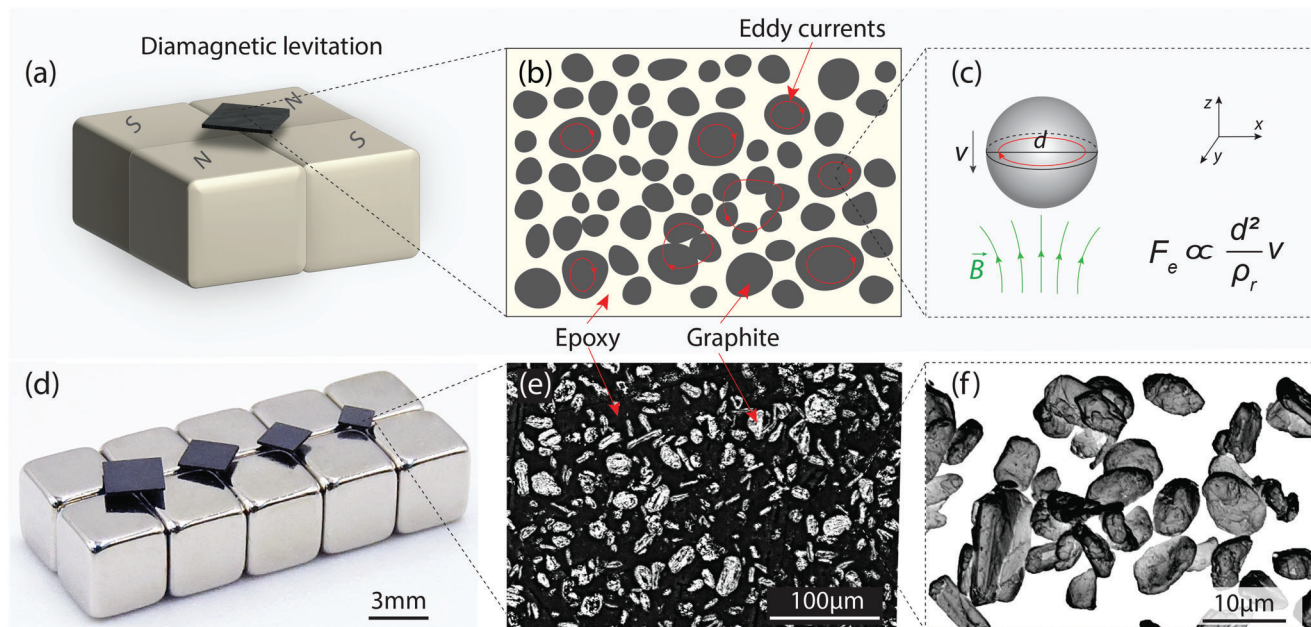 Diamagnetic levitation
Eddy currents
(a)
N
S
S
N
(b)
(c)
d
V
z
x
y
B
F_e ∝ d² / ρ_r v
Epoxy
Graphite
(d)
3mm
(e)
100µm
(f)
10µm